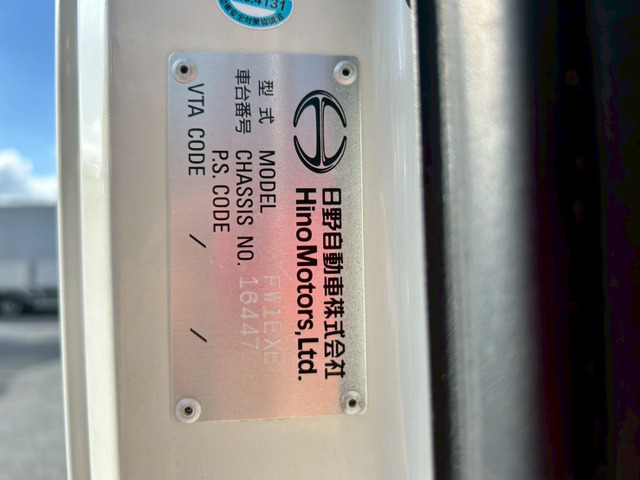 4131
日野自動車株式会社
Hino Motors, Ltd.
型式 MODEL FW1EXE
車台番号 CHASSIS NO. 16447
P.S. CODE /
VTA CODE /